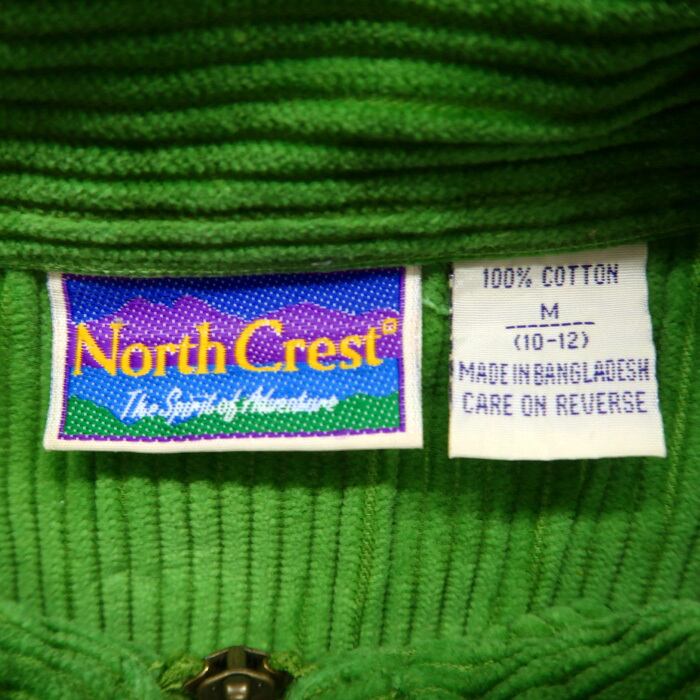 North Crest®
The Spirit of Adventure
100% COTTON
M
(10-12)
MADE IN BANGLADESH
CARE ON REVERSE